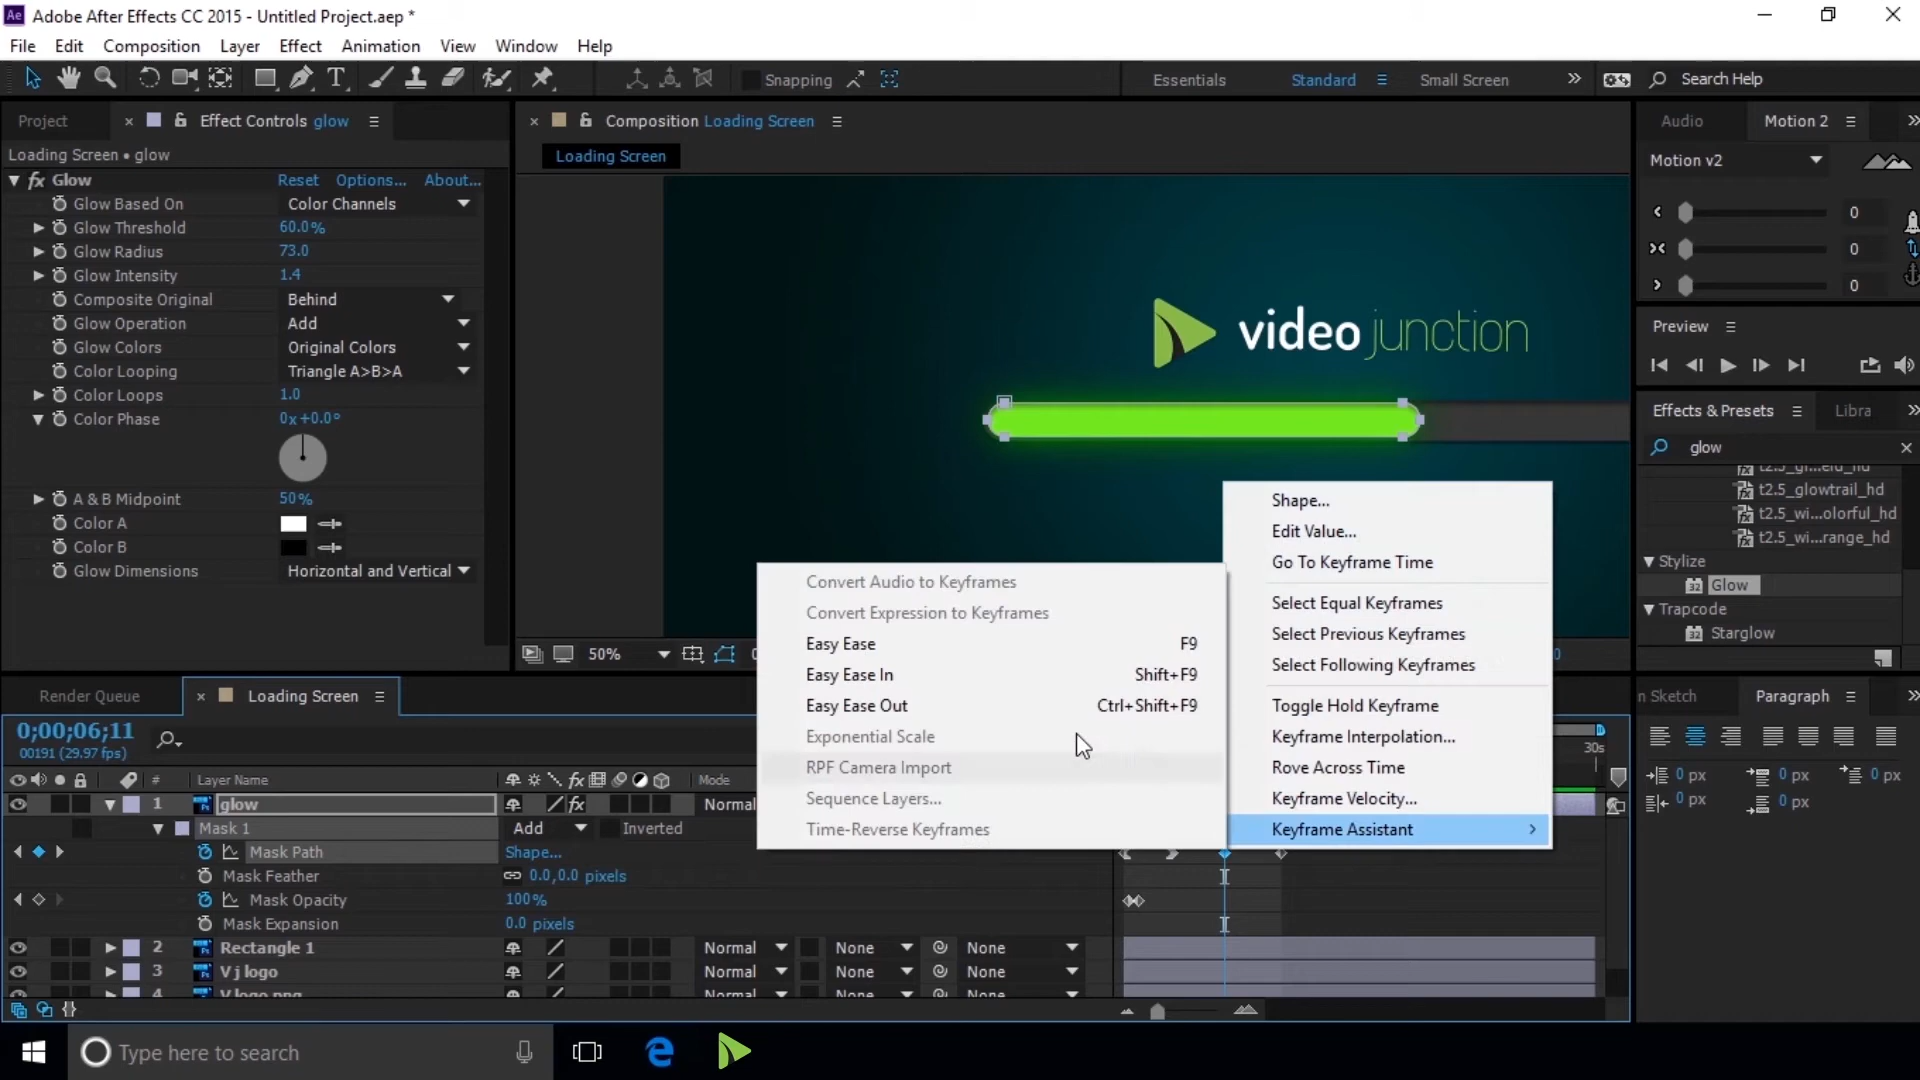 Ae Adobe After Effects CC 2015 - Untitled Project.aep *
File Edit Composition Layer Effect Animation View Window Help
Snapping Essentials Standard Small Screen Search Help
Project Effect Controls glow
Loading Screen • glow
fx Glow Reset Options... About...
Glow Based On Color Channels
Glow Threshold 60.0%
Glow Radius 73.0
Glow Intensity 1.4
Composite Original Behind
Glow Operation Add
Glow Colors Original Colors
Color Looping Triangle A>B>A
Color Loops 1.0
Color Phase 0x+0.0°
A & B Midpoint 50%
Color A
Color B
Glow Dimensions Horizontal and Vertical
Composition Loading Screen
Loading Screen
video junction
50%
Shape...
Edit Value...
Go To Keyframe Time
Select Equal Keyframes
Select Previous Keyframes
Select Following Keyframes
Toggle Hold Keyframe
Keyframe Interpolation...
Rove Across Time
Keyframe Velocity...
Keyframe Assistant
Convert Audio to Keyframes
Convert Expression to Keyframes
Easy Ease F9
Easy Ease In Shift+F9
Easy Ease Out Ctrl+Shift+F9
Exponential Scale
RPF Camera Import
Sequence Layers...
Time-Reverse Keyframes
Audio Motion 2
Motion v2
0
0
0
Preview
Effects & Presets Libra
glow
t2.5_glowtrail_hd
t2.5_wi...olorful_hd
t2.5_wi...range_hd
Stylize
32 Glow
Trapcode
32 Starglow
n Sketch Paragraph
0 px 0 px 0 px
0 px 0 px
Render Queue Loading Screen
0;00;06;11
00191 (29.97 fps)
30s
# Layer Name fx Mode
1 glow fx Normal
Mask 1 Add Inverted
Mask Path Shape...
Mask Feather 0.0,0.0 pixels
Mask Opacity 100%
Mask Expansion 0.0 pixels
2 Rectangle 1 Normal None None
3 V j logo Normal None None
4 V logo.png Normal None None
Type here to search